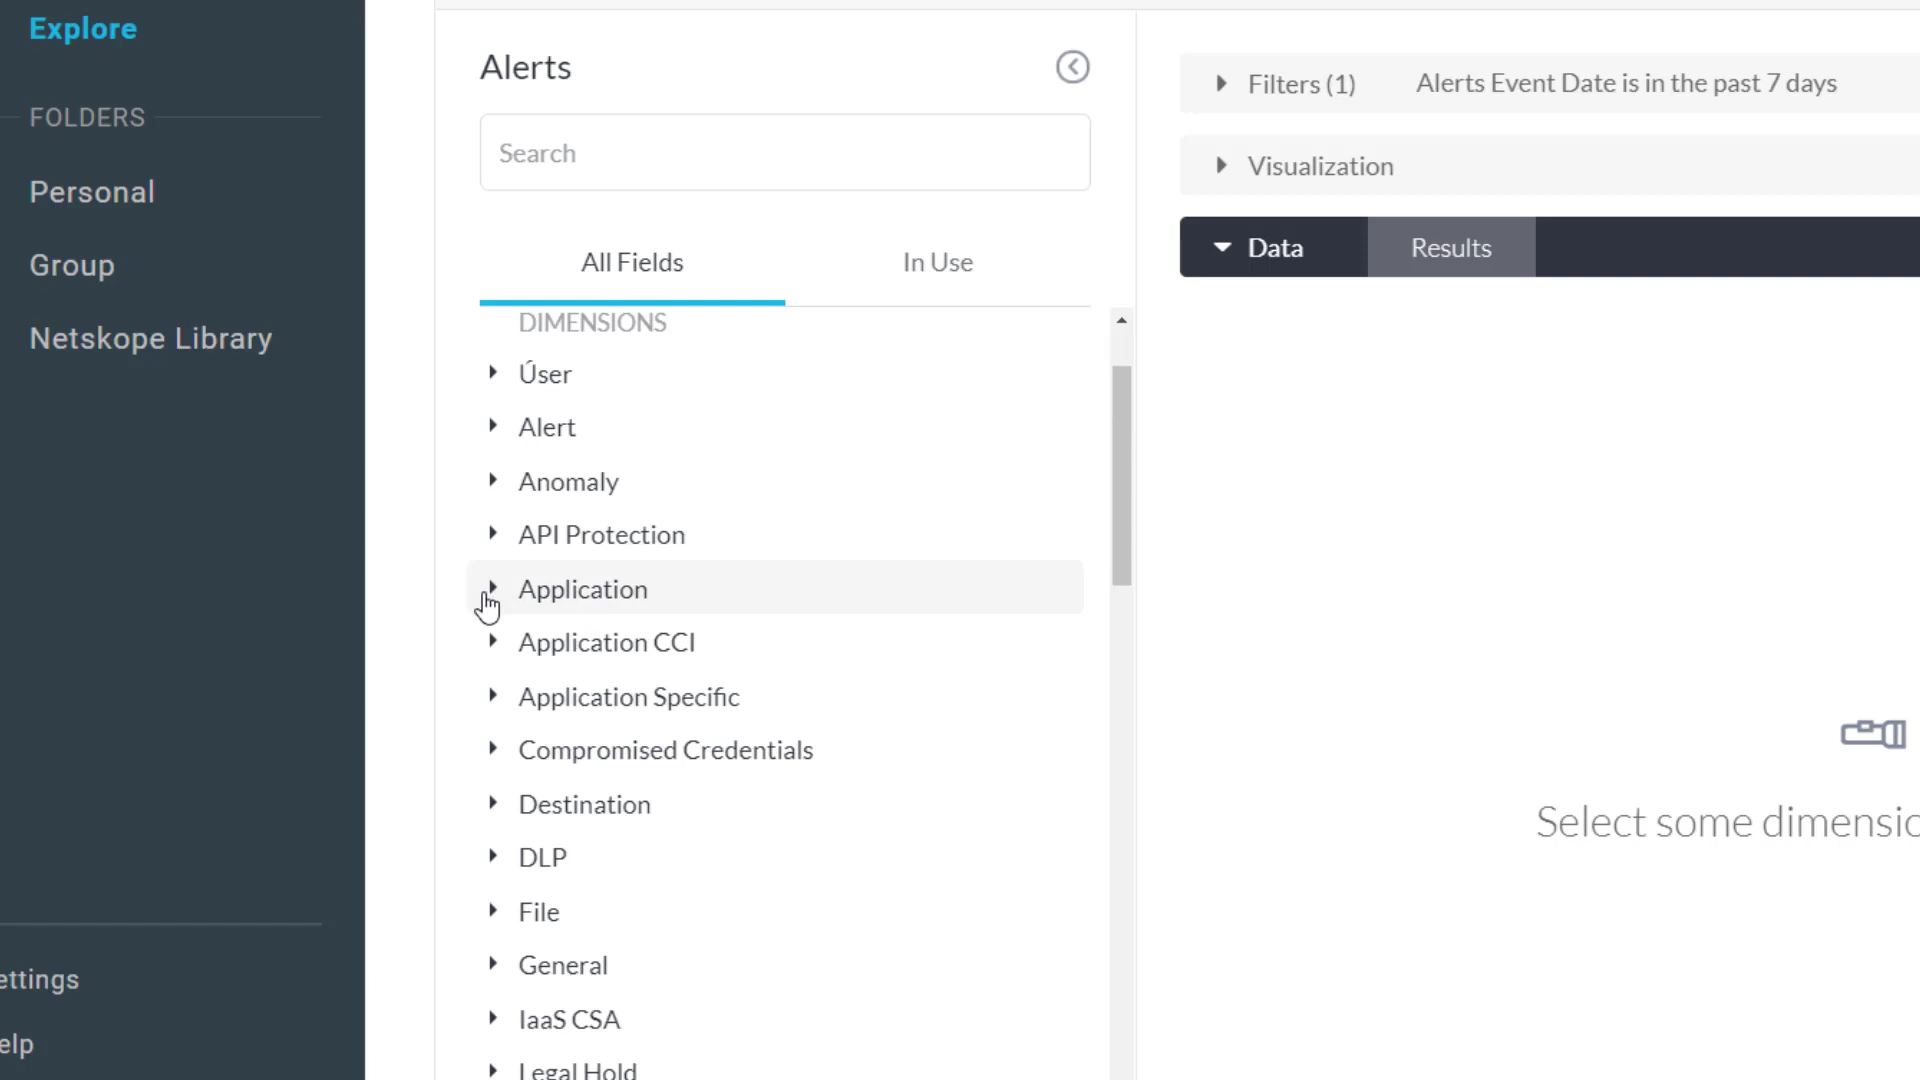 Explore
FOLDERS
Personal
Group
Netskope Library
ettings
elp
Alerts
Search
All Fields
In Use
DIMENSIONS
Úser
Alert
Anomaly
API Protection
Application
Application CCI
Application Specific
Compromised Credentials
Destination
DLP
File
General
IaaS CSA
Legal Hold
Filters (1)
Alerts Event Date is in the past 7 days
Visualization
Data
Results
Select some dimensio